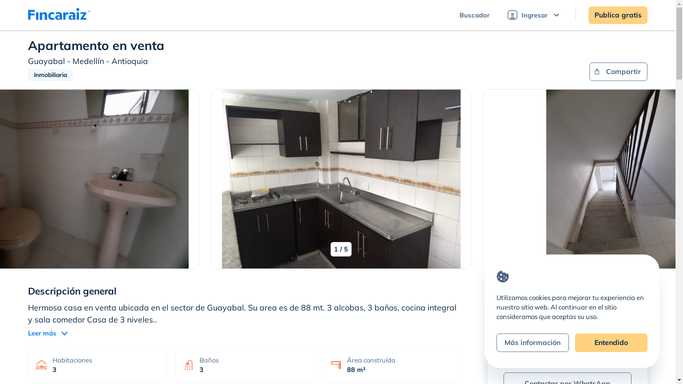 Fincaraiz
Buscador
Ingresar
Publica gratis
Apartamento en venta
Guayabal - Medellín - Antioquia
Inmobiliaria
Compartir
1 / 5
Descripción general
Hermosa casa en venta ubicada en el sector de Guayabal. Su area es de 88 mt. 3 alcobas, 3 baños, cocina integral
y sala comedor Casa de 3 niveles..
Leer más
Habitaciones
3
Baños
3
Área construida
88 m²
Utilizamos cookies para mejorar tu experiencia en
nuestro sitio web. Al continuar en el sitio
consideramos que aceptas su uso.
Más información
Entendido
Contactar por WhatsApp